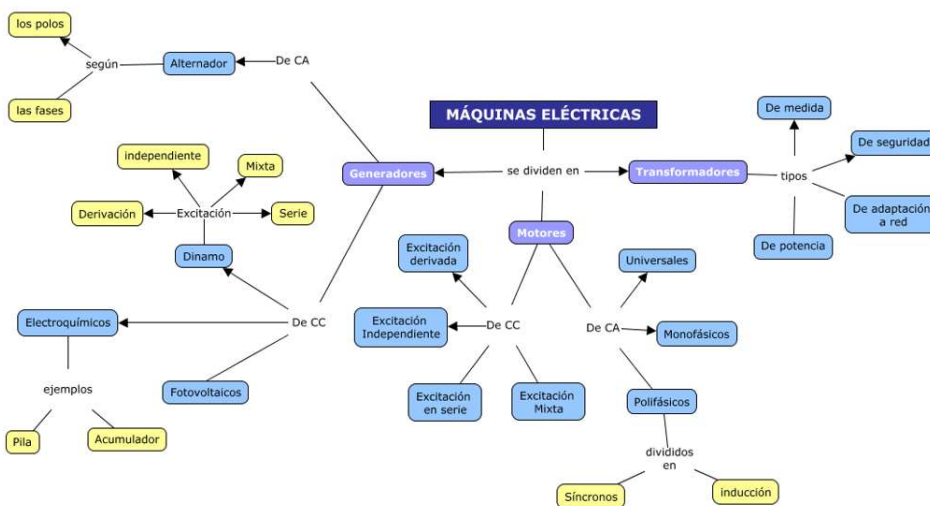 los polos
según
Alternador
De CA
las fases
MÁQUINAS ELÉCTRICAS
De medida
De seguridad
independiente
Mixta
Generadores
se dividen en
Transformadores
tipos
Derivación
Excitación
Serie
De adaptación
a red
Motores
De potencia
Dinamo
Excitación
derivada
Universales
Electroquímicos
De CC
Excitación
Independiente
De CC
De CA
Monofásicos
ejemplos
Fotovoltaicos
Excitación
en serie
Excitación
Mixta
Polifásicos
Pila
Acumulador
divididos
en
Síncronos
inducción